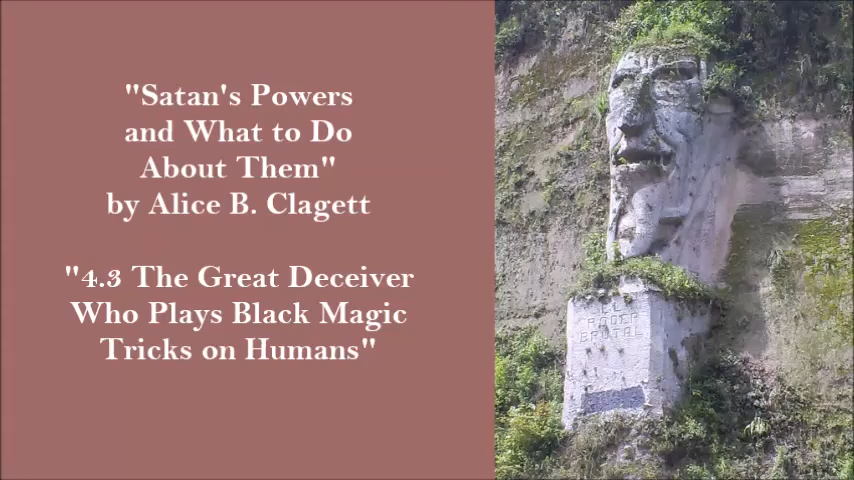 "Satan's Powers
and What to Do
About Them"
by Alice B. Clagett
"4.3 The Great Deceiver
Who Plays Black Magic
Tricks on Humans"
EL
PODER
BRUTAL